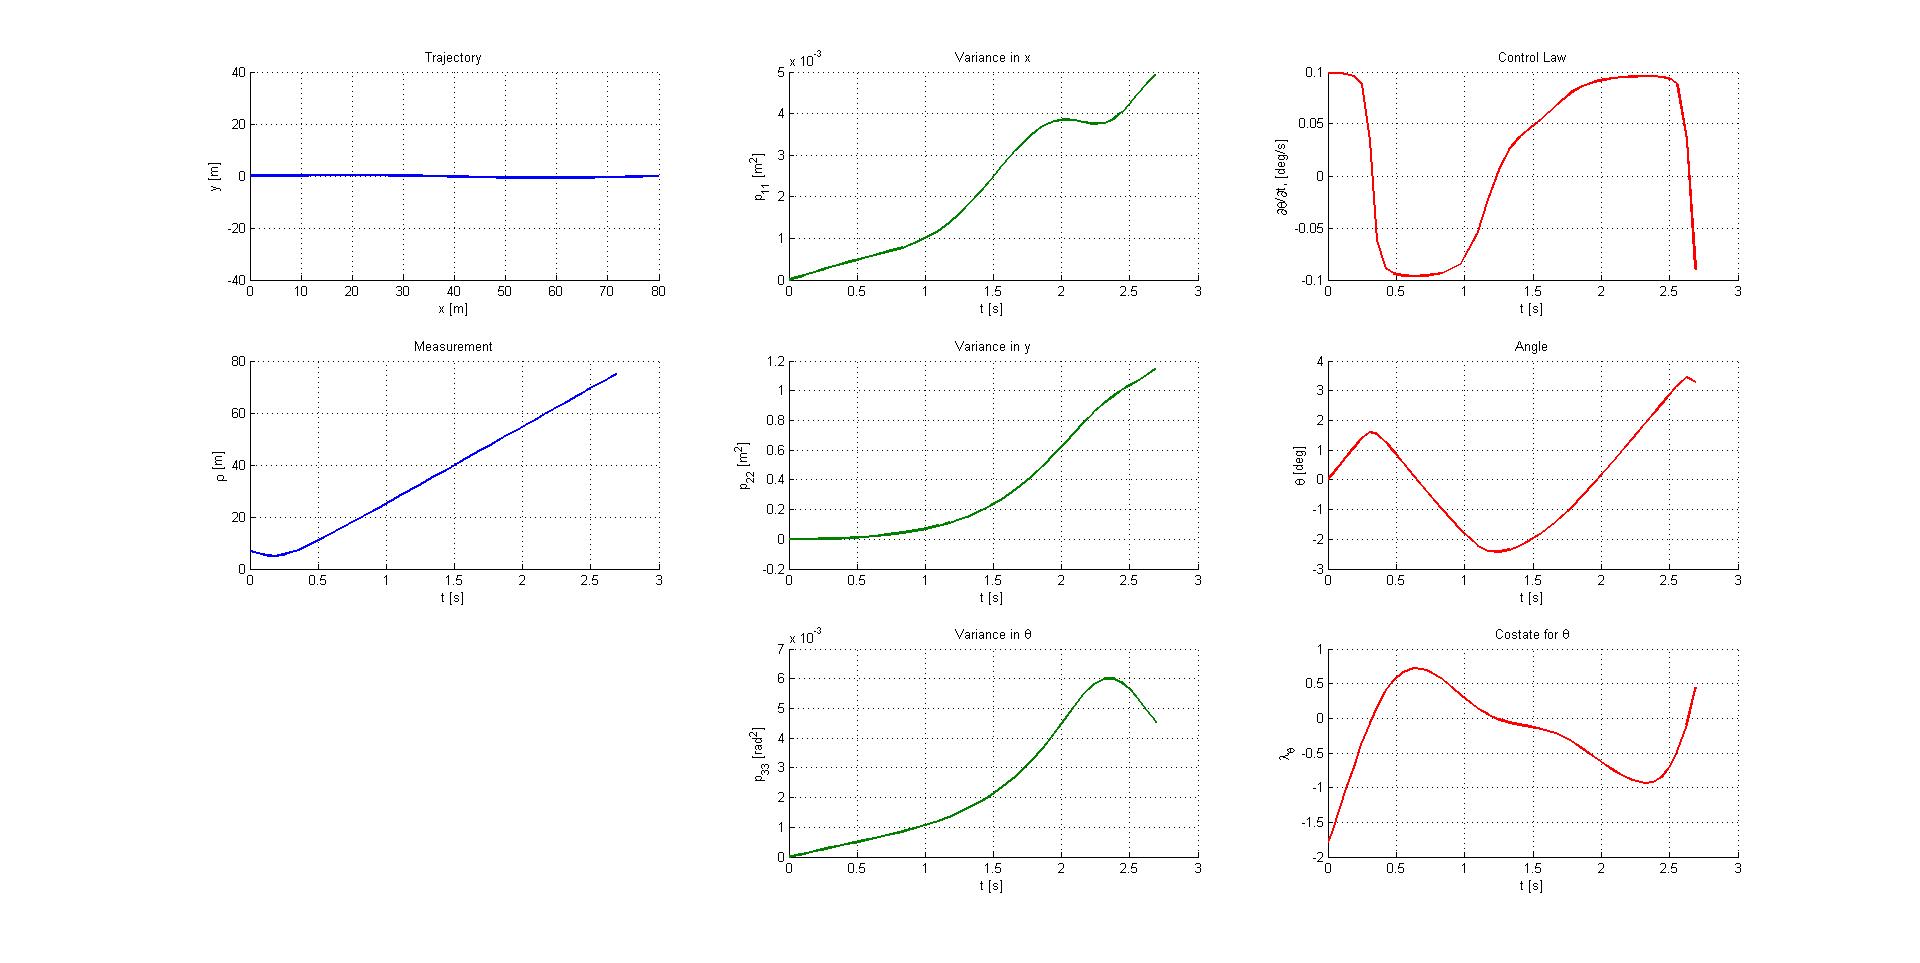 Trajectory
40
20
0
-20
-40
y [m]
0 10 20 30 40 50 60 70 80
x [m]
x 10^-3
Variance in x
5
4
3
2
1
0
p_11 [m^2]
0 0.5 1 1.5 2 2.5 3
t [s]
Control Law
0.1
0.05
0
-0.05
-0.1
∂θ/∂t, [deg/s]
0 0.5 1 1.5 2 2.5 3
t [s]
Measurement
80
60
40
20
0
ρ [m]
0 0.5 1 1.5 2 2.5 3
t [s]
Variance in y
1.2
1
0.8
0.6
0.4
0.2
0
-0.2
p_22 [m^2]
0 0.5 1 1.5 2 2.5 3
t [s]
Angle
4
3
2
1
0
-1
-2
-3
θ [deg]
0 0.5 1 1.5 2 2.5 3
t [s]
x 10^-3
Variance in θ
7
6
5
4
3
2
1
0
p_33 [rad^2]
0 0.5 1 1.5 2 2.5 3
t [s]
Costate for θ
1
0.5
0
-0.5
-1
-1.5
-2
λ_θ
0 0.5 1 1.5 2 2.5 3
t [s]